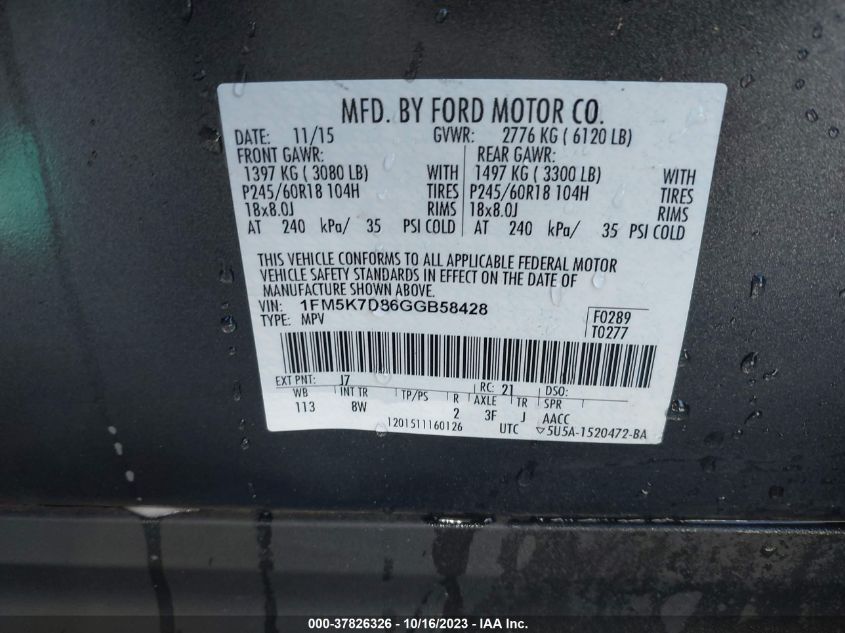 MFD. BY FORD MOTOR CO.
DATE: 11/15 GVWR: 2776 KG ( 6120 LB)
FRONT GAWR: REAR GAWR:
1397 KG ( 3080 LB) WITH 1497 KG ( 3300 LB) WITH
P245/60R18 104H TIRES P245/60R18 104H TIRES
18x8.0J RIMS 18x8.0J RIMS
AT 240 kPa/ 35 PSI COLD AT 240 kPa/ 35 PSI COLD
THIS VEHICLE CONFORMS TO ALL APPLICABLE FEDERAL MOTOR
VEHICLE SAFETY STANDARDS IN EFFECT ON THE DATE OF
MANUFACTURE SHOWN ABOVE.
VIN: 1FM5K7D86GGB58428 F0289
TYPE: MPV T0277
EXT PNT: J7 RC: 21 DSO:
WB INT TR TP/PS R AXLE TR SPR
113 8W 2 3F J AACC
1201511160126 UTC ▽5U5A-1520472-BA
000-37826326 - 10/16/2023 - IAA Inc.